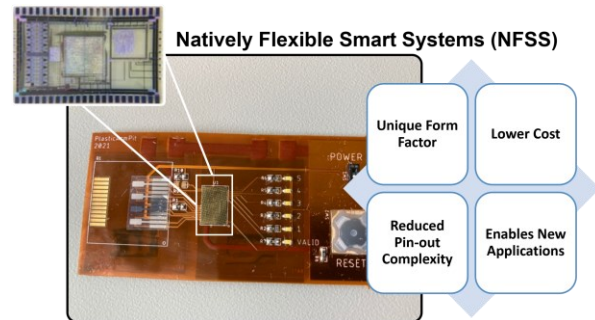 Natively Flexible Smart Systems (NFSS)
Unique Form
Factor
Lower Cost
Reduced
Pin-out
Complexity
Enables New
Applications
2021
POWER
5
4
3
2
1
VALID
RESET